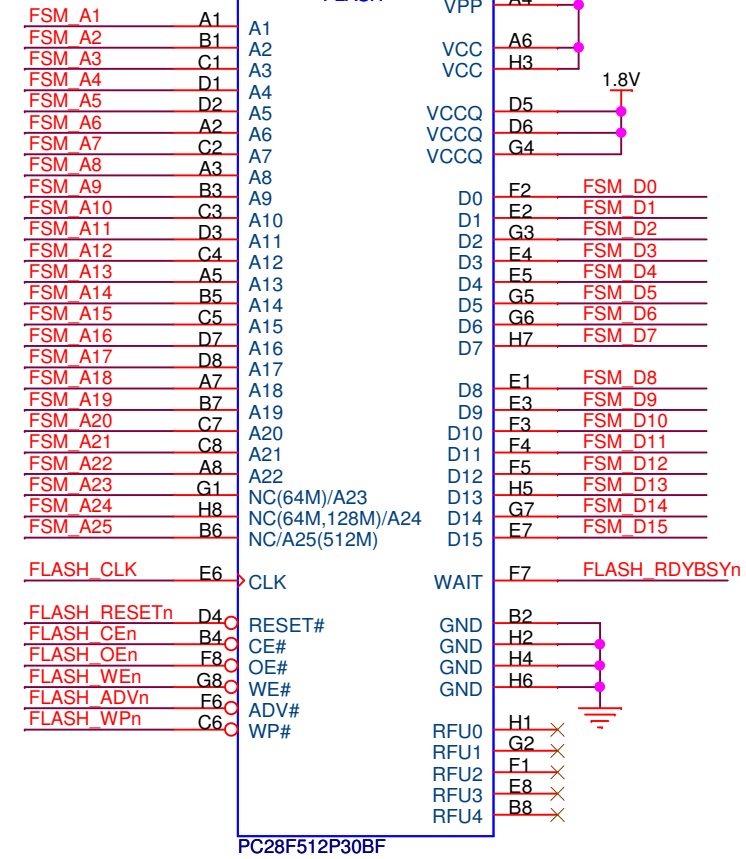 FLASH
VPP A4
FSM_A1 A1 A1
FSM_A2 B1 A2 VCC A6
FSM_A3 C1 A3 VCC H3
FSM_A4 D1 A4 1.8V
FSM_A5 D2 A5 VCCQ D5
FSM_A6 A2 A6 VCCQ D6
FSM_A7 C2 A7 VCCQ G4
FSM_A8 A3 A8
FSM_A9 B3 A9 D0 F2 FSM_D0
FSM_A10 C3 A10 D1 E2 FSM_D1
FSM_A11 D3 A11 D2 G3 FSM_D2
FSM_A12 C4 A12 D3 E4 FSM_D3
FSM_A13 A5 A13 D4 E5 FSM_D4
FSM_A14 B5 A14 D5 G5 FSM_D5
FSM_A15 C5 A15 D6 G6 FSM_D6
FSM_A16 D7 A16 D7 H7 FSM_D7
FSM_A17 D8 A17
FSM_A18 A7 A18 D8 E1 FSM_D8
FSM_A19 B7 A19 D9 E3 FSM_D9
FSM_A20 C7 A20 D10 F3 FSM_D10
FSM_A21 C8 A21 D11 F4 FSM_D11
FSM_A22 A8 A22 D12 F5 FSM_D12
FSM_A23 G1 NC(64M)/A23 D13 H5 FSM_D13
FSM_A24 H8 NC(64M,128M)/A24 D14 G7 FSM_D14
FSM_A25 B6 NC/A25(512M) D15 E7 FSM_D15
FLASH_CLK E6 CLK WAIT F7 FLASH_RDYBSYn
FLASH_RESETn D4 RESET# GND B2
FLASH_CEn B4 CE# GND H2
FLASH_OEn F8 OE# GND H4
FLASH_WEn G8 WE# GND H6
FLASH_ADVn F6 ADV#
FLASH_WPn C6 WP# RFU0 H1
RFU1 G2
RFU2 F1
RFU3 E8
RFU4 B8
PC28F512P30BF